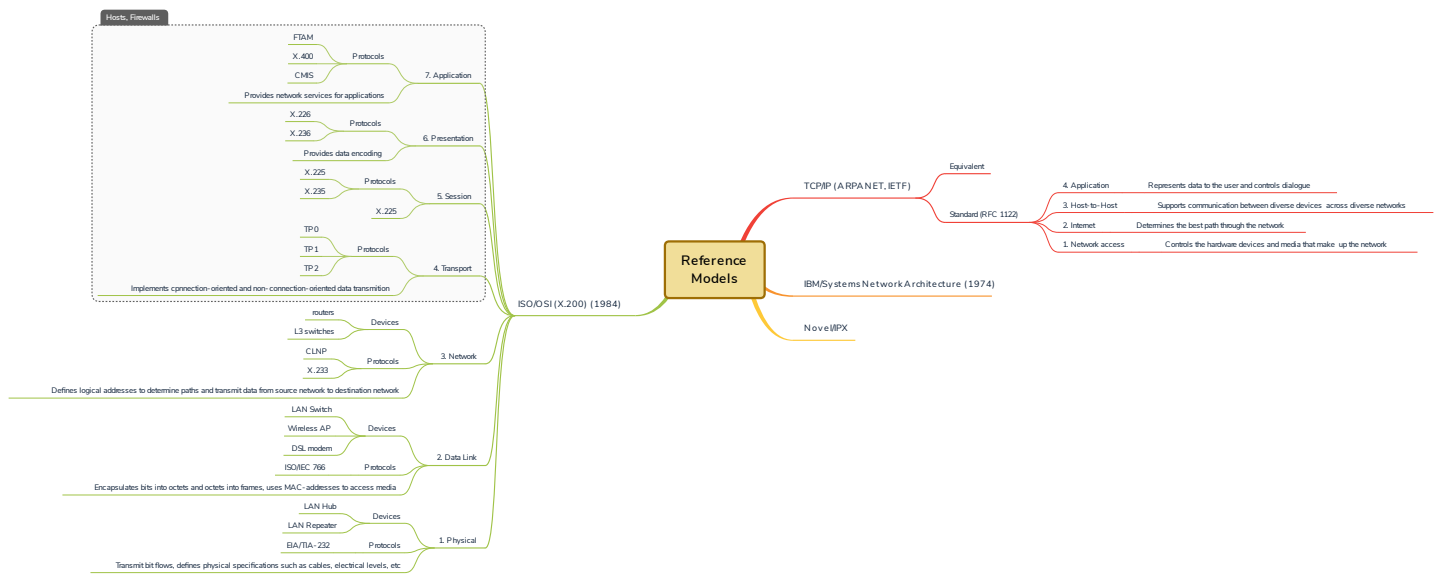 Hosts, Firewalls
FTAM
X.400
CMIS
Protocols
Provides network services for applications
7. Application
X.226
X.236
Protocols
Provides data encoding
6. Presentation
X.225
X.235
Protocols
X.225
5. Session
TP0
TP1
TP2
Protocols
Implements cpnnection-oriented and non-connection-oriented data transmition
4. Transport
routers
L3 switches
Devices
CLNP
X.233
Protocols
Defines logical addresses to determine paths and transmit data from source network to destination network
3. Network
LAN Switch
Wireless AP
DSL modem
Devices
ISO/IEC 766
Protocols
Encapsulates bits into octets and octets into frames, uses MAC-addresses to access media
2. Data Link
LAN Hub
LAN Repeater
Devices
EIA/TIA-232
Protocols
Transmit bit flows, defines physical specifications such as cables, electrical levels, etc
1. Physical
ISO/OSI (X.200) (1984)
Reference
Models
TCP/IP (ARPANET, IETF)
Equivalent
Standard (RFC 1122)
4. Application
Represents data to the user and controls dialogue
3. Host-to-Host
Supports communication between diverse devices across diverse networks
2. Internet
Determines the best path through the network
1. Network access
Controls the hardware devices and media that make up the network
IBM/Systems Network Architecture (1974)
Novel/IPX